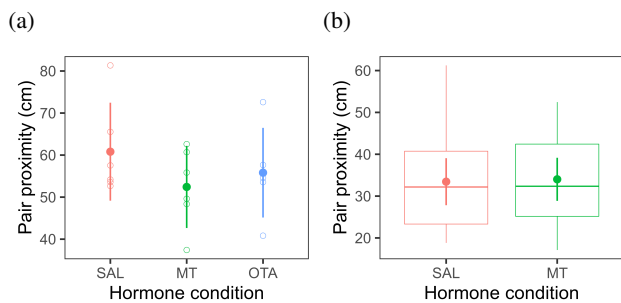 (a)
Pair proximity (cm)
80
70
60
50
40
SAL MT OTA
Hormone condition
(b)
Pair proximity (cm)
60
50
40
30
20
SAL MT
Hormone condition